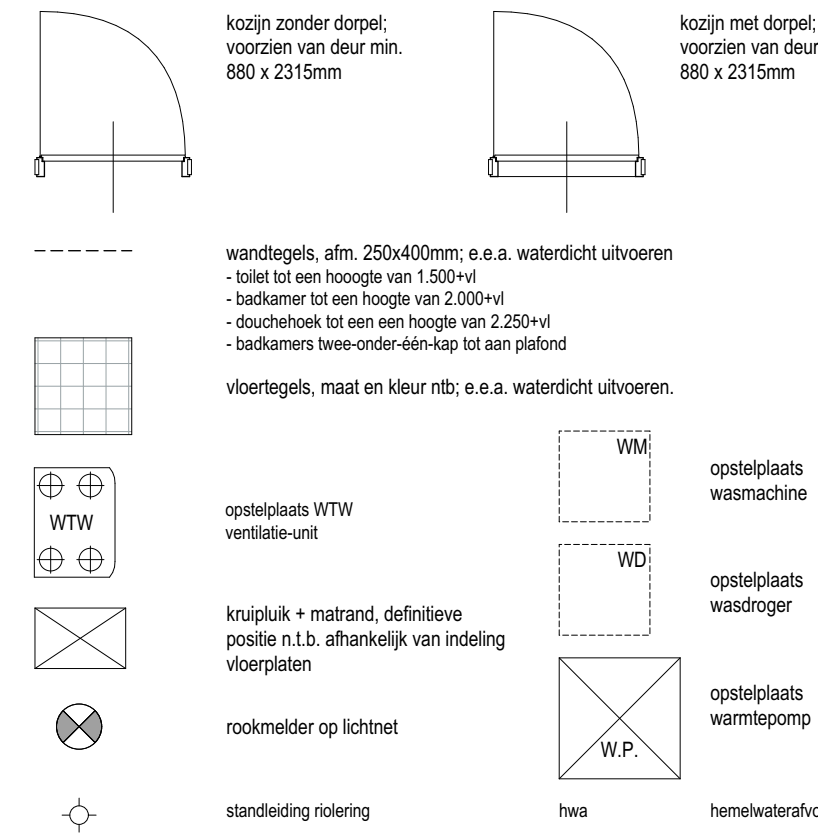 kozijn zonder dorpel;
voorzien van deur min.
880 x 2315mm
kozijn met dorpel;
voorzien van deur
880 x 2315mm
wandtegels, afm. 250x400mm; e.e.a. waterdicht uitvoeren
- toilet tot een hooogte van 1.500+vl
- badkamer tot een hoogte van 2.000+vl
- douchehoek tot een een hoogte van 2.250+vl
- badkamers twee-onder-één-kap tot aan plafond
vloertegels, maat en kleur ntb; e.e.a. waterdicht uitvoeren.
WTW
opstelplaats WTW
ventilatie-unit
WM
opstelplaats
wasmachine
WD
opstelplaats
wasdroger
kruipluik + matrand, definitieve
positie n.t.b. afhankelijk van indeling
vloerplaten
rookmelder op lichtnet
W.P.
opstelplaats
warmtepomp
standleiding riolering
hwa